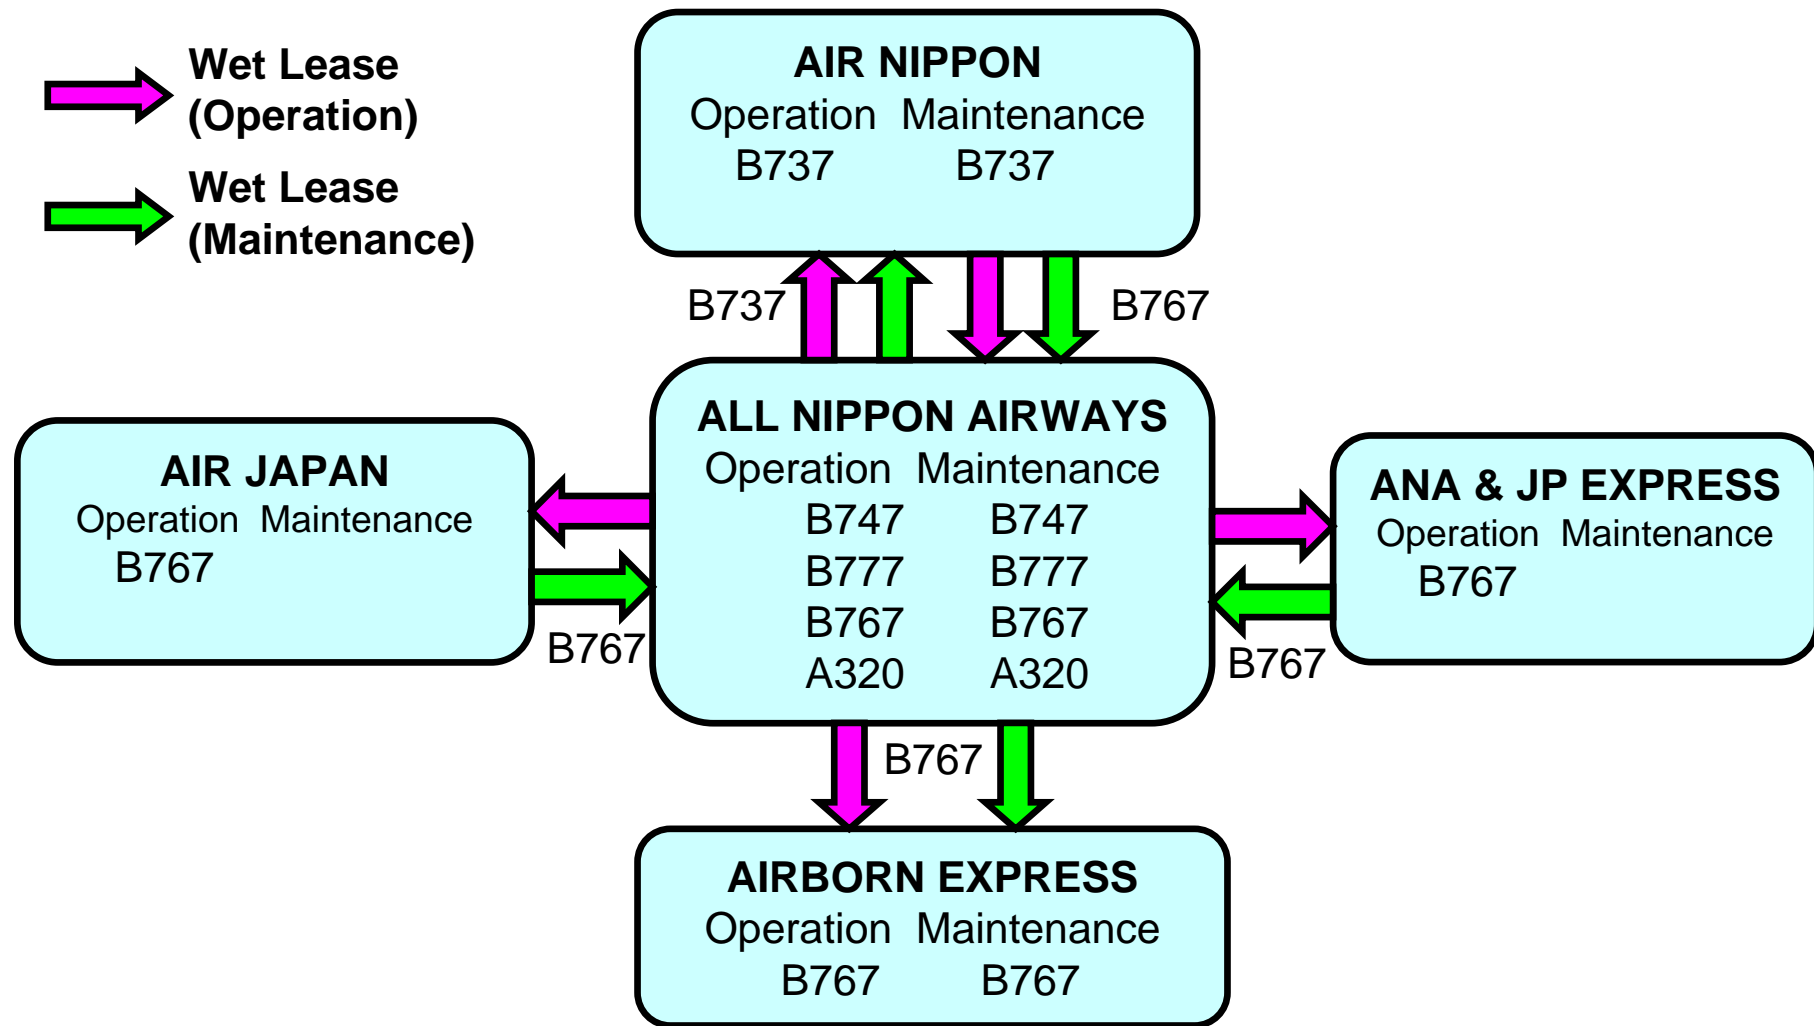 Wet Lease
(Operation)
Wet Lease
(Maintenance)
AIR NIPPON
Operation Maintenance
B737 B737
B737
B767
ALL NIPPON AIRWAYS
Operation Maintenance
B747 B747
B777 B777
B767 B767
A320 A320
AIR JAPAN
Operation Maintenance
B767
B767
ANA & JP EXPRESS
Operation Maintenance
B767
B767
B767
AIRBORN EXPRESS
Operation Maintenance
B767 B767